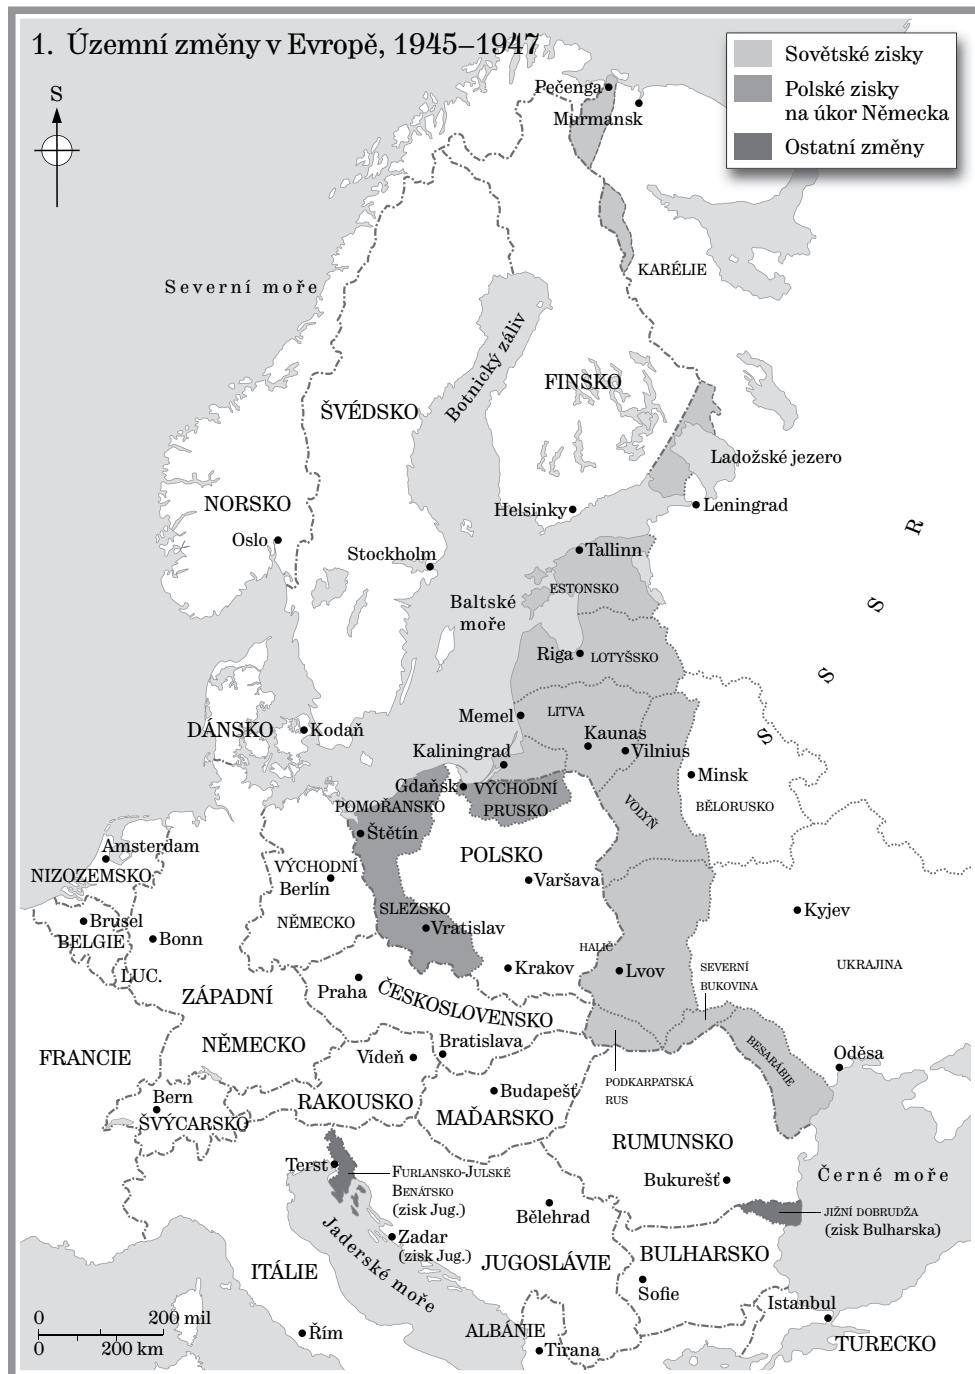 1. Územní změny v Evropě, 1945–1947
Sovětské zisky
Polské zisky
na úkor Německa
Ostatní změny
S
Pečenga
Murmansk
KARÉLIE
Severní moře
Botnický záliv
FINSKO
ŠVÉDSKO
Ladožské jezero
NORSKO
Helsinky
Leningrad
Oslo
Stockholm
Tallinn
S S S R
ESTONSKO
Baltské
moře
Riga
LOTYŠSKO
Memel
LITVA
DÁNSKO
Kodaň
Kaunas
Vilnius
Kaliningrad
Minsk
Gdaňsk
VÝCHODNÍ
PRUSKO
POMOŘANSKO
VOLYŇ
BĚLORUSKO
Štětín
Amsterdam
NIZOZEMSKO
VÝCHODNÍ
Berlín
NĚMECKO
POLSKO
Varšava
SLEZSKO
Vratislav
Kyjev
Brusel
BELGIE
Bonn
HALIČ
LUC.
Krakov
Lvov
SEVERNÍ
BUKOVINA
UKRAJINA
Praha
ČESKOSLOVENSKO
ZÁPADNÍ
NĚMECKO
FRANCIE
Vídeň
Bratislava
BESARÁBIE
Oděsa
PODKARPATSKÁ
RUS
Bern
ŠVÝCARSKO
RAKOUSKO
Budapešť
MAĎARSKO
RUMUNSKO
Terst
Furlansko-Julské
Benátsko
(zisk Jug.)
Bukurešť
Černé moře
Bělehrad
JIŽNÍ DOBRUDŽA
(zisk Bulharska)
Zadar
(zisk Jug.)
Jaderské moře
ITÁLIE
JUGOSLÁVIE
BULHARSKO
Sofie
Istanbul
0 200 mil
0 200 km
Řím
ALBÁNIE
Tirana
TURECKO